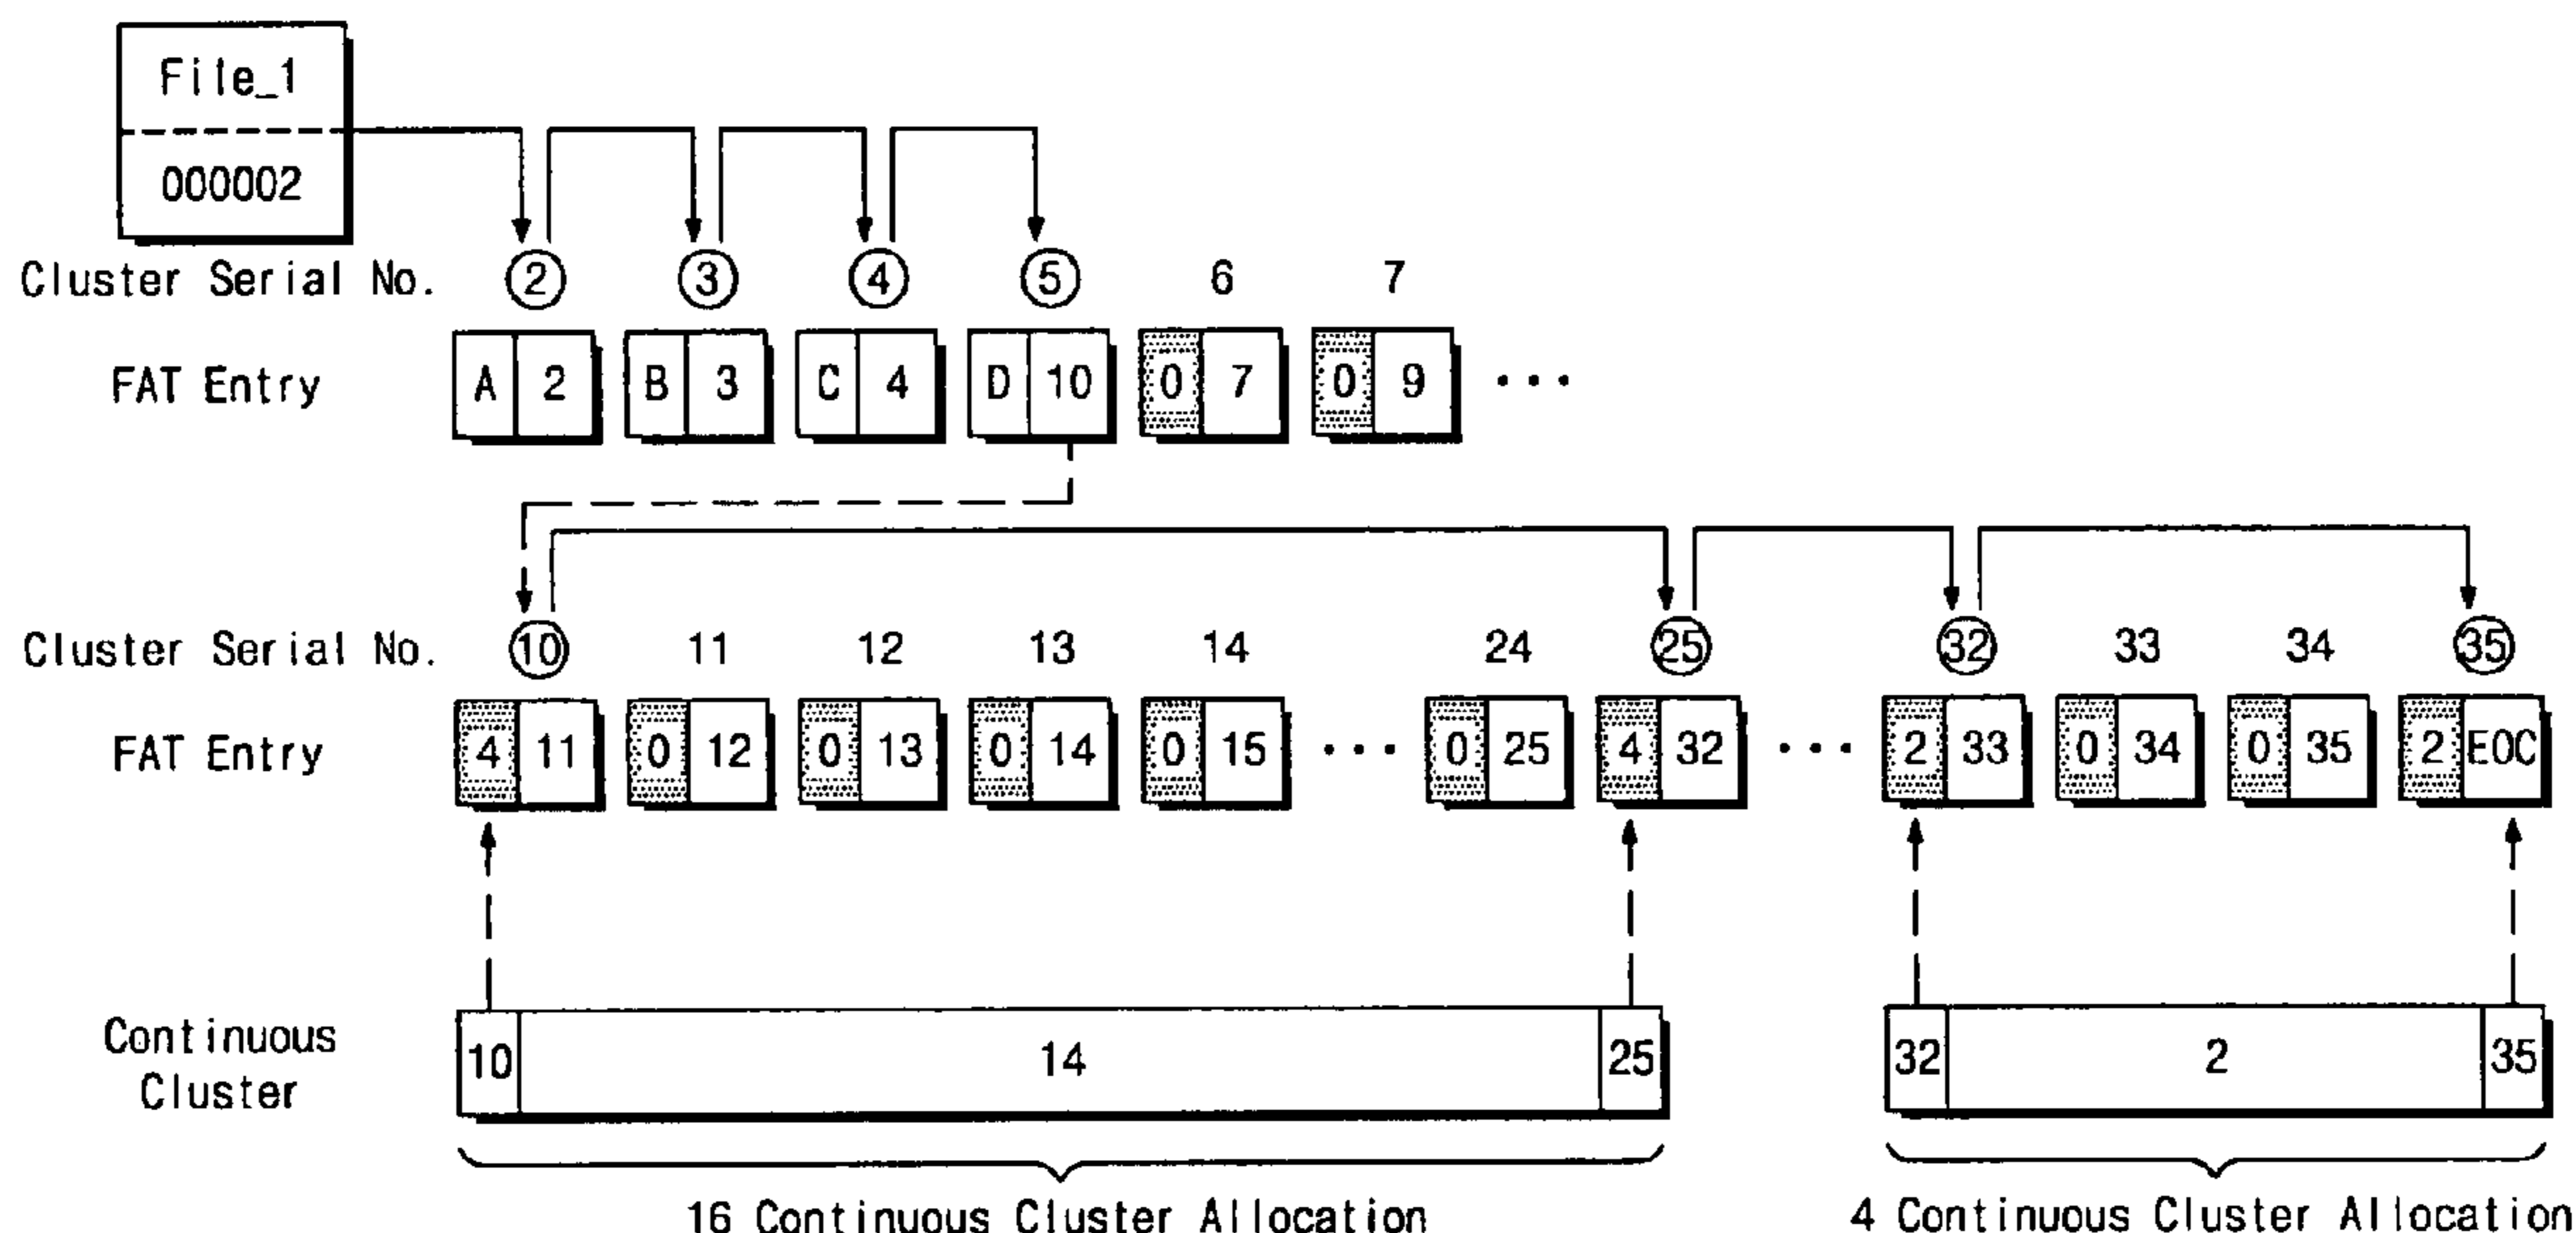 File_1
000002
Cluster Serial No. 2 3 4 5 6 7
FAT Entry A 2 B 3 C 4 D 10 0 7 0 9 ...
Cluster Serial No. 10 11 12 13 14 24 25 32 33 34 35
FAT Entry 4 11 0 12 0 13 0 14 0 15 ... 0 25 4 32 ... 2 33 0 34 0 35 2 EOC
Continuous
Cluster
10 14 25 32 2 35
16 Continuous Cluster Allocation 4 Continuous Cluster Allocation